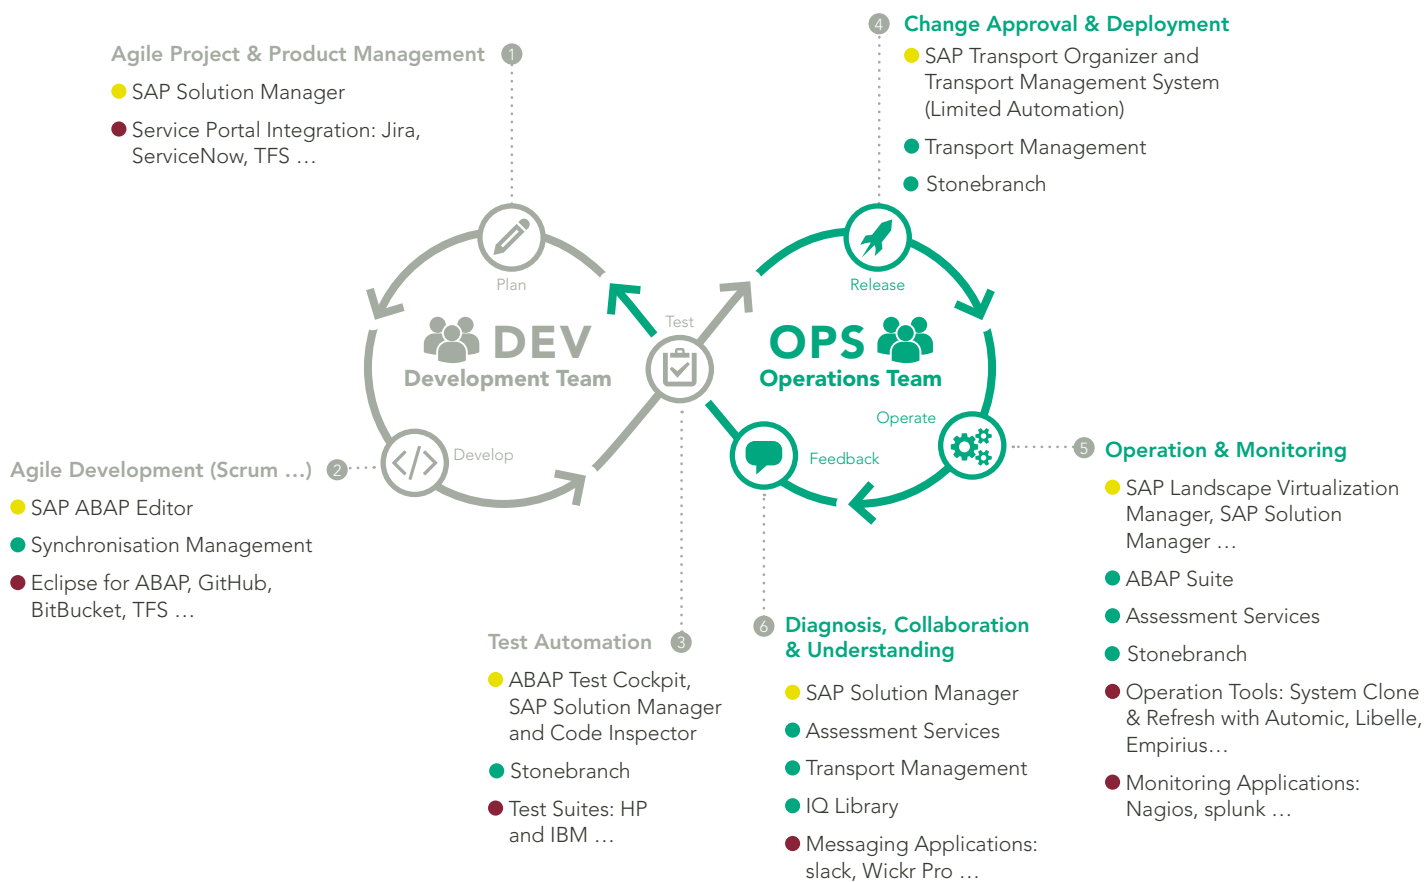 Agile Project & Product Management 1
SAP Solution Manager
Service Portal Integration: Jira,
ServiceNow, TFS …
4 Change Approval & Deployment
SAP Transport Organizer and
Transport Management System
(Limited Automation)
Transport Management
Stonebranch
Plan
Release
Test
DEV
Development Team
OPS
Operations Team
Operate
Develop
Feedback
Agile Development (Scrum …) 2
SAP ABAP Editor
Synchronisation Management
Eclipse for ABAP, GitHub,
BitBucket, TFS …
5 Operation & Monitoring
SAP Landscape Virtualization
Manager, SAP Solution
Manager …
ABAP Suite
Assessment Services
Stonebranch
Operation Tools: System Clone
& Refresh with Automic, Libelle,
Empirius…
Monitoring Applications:
Nagios, splunk …
Test Automation 3
ABAP Test Cockpit,
SAP Solution Manager
and Code Inspector
Stonebranch
Test Suites: HP
and IBM …
6 Diagnosis, Collaboration
& Understanding
SAP Solution Manager
Assessment Services
Transport Management
IQ Library
Messaging Applications:
slack, Wickr Pro …